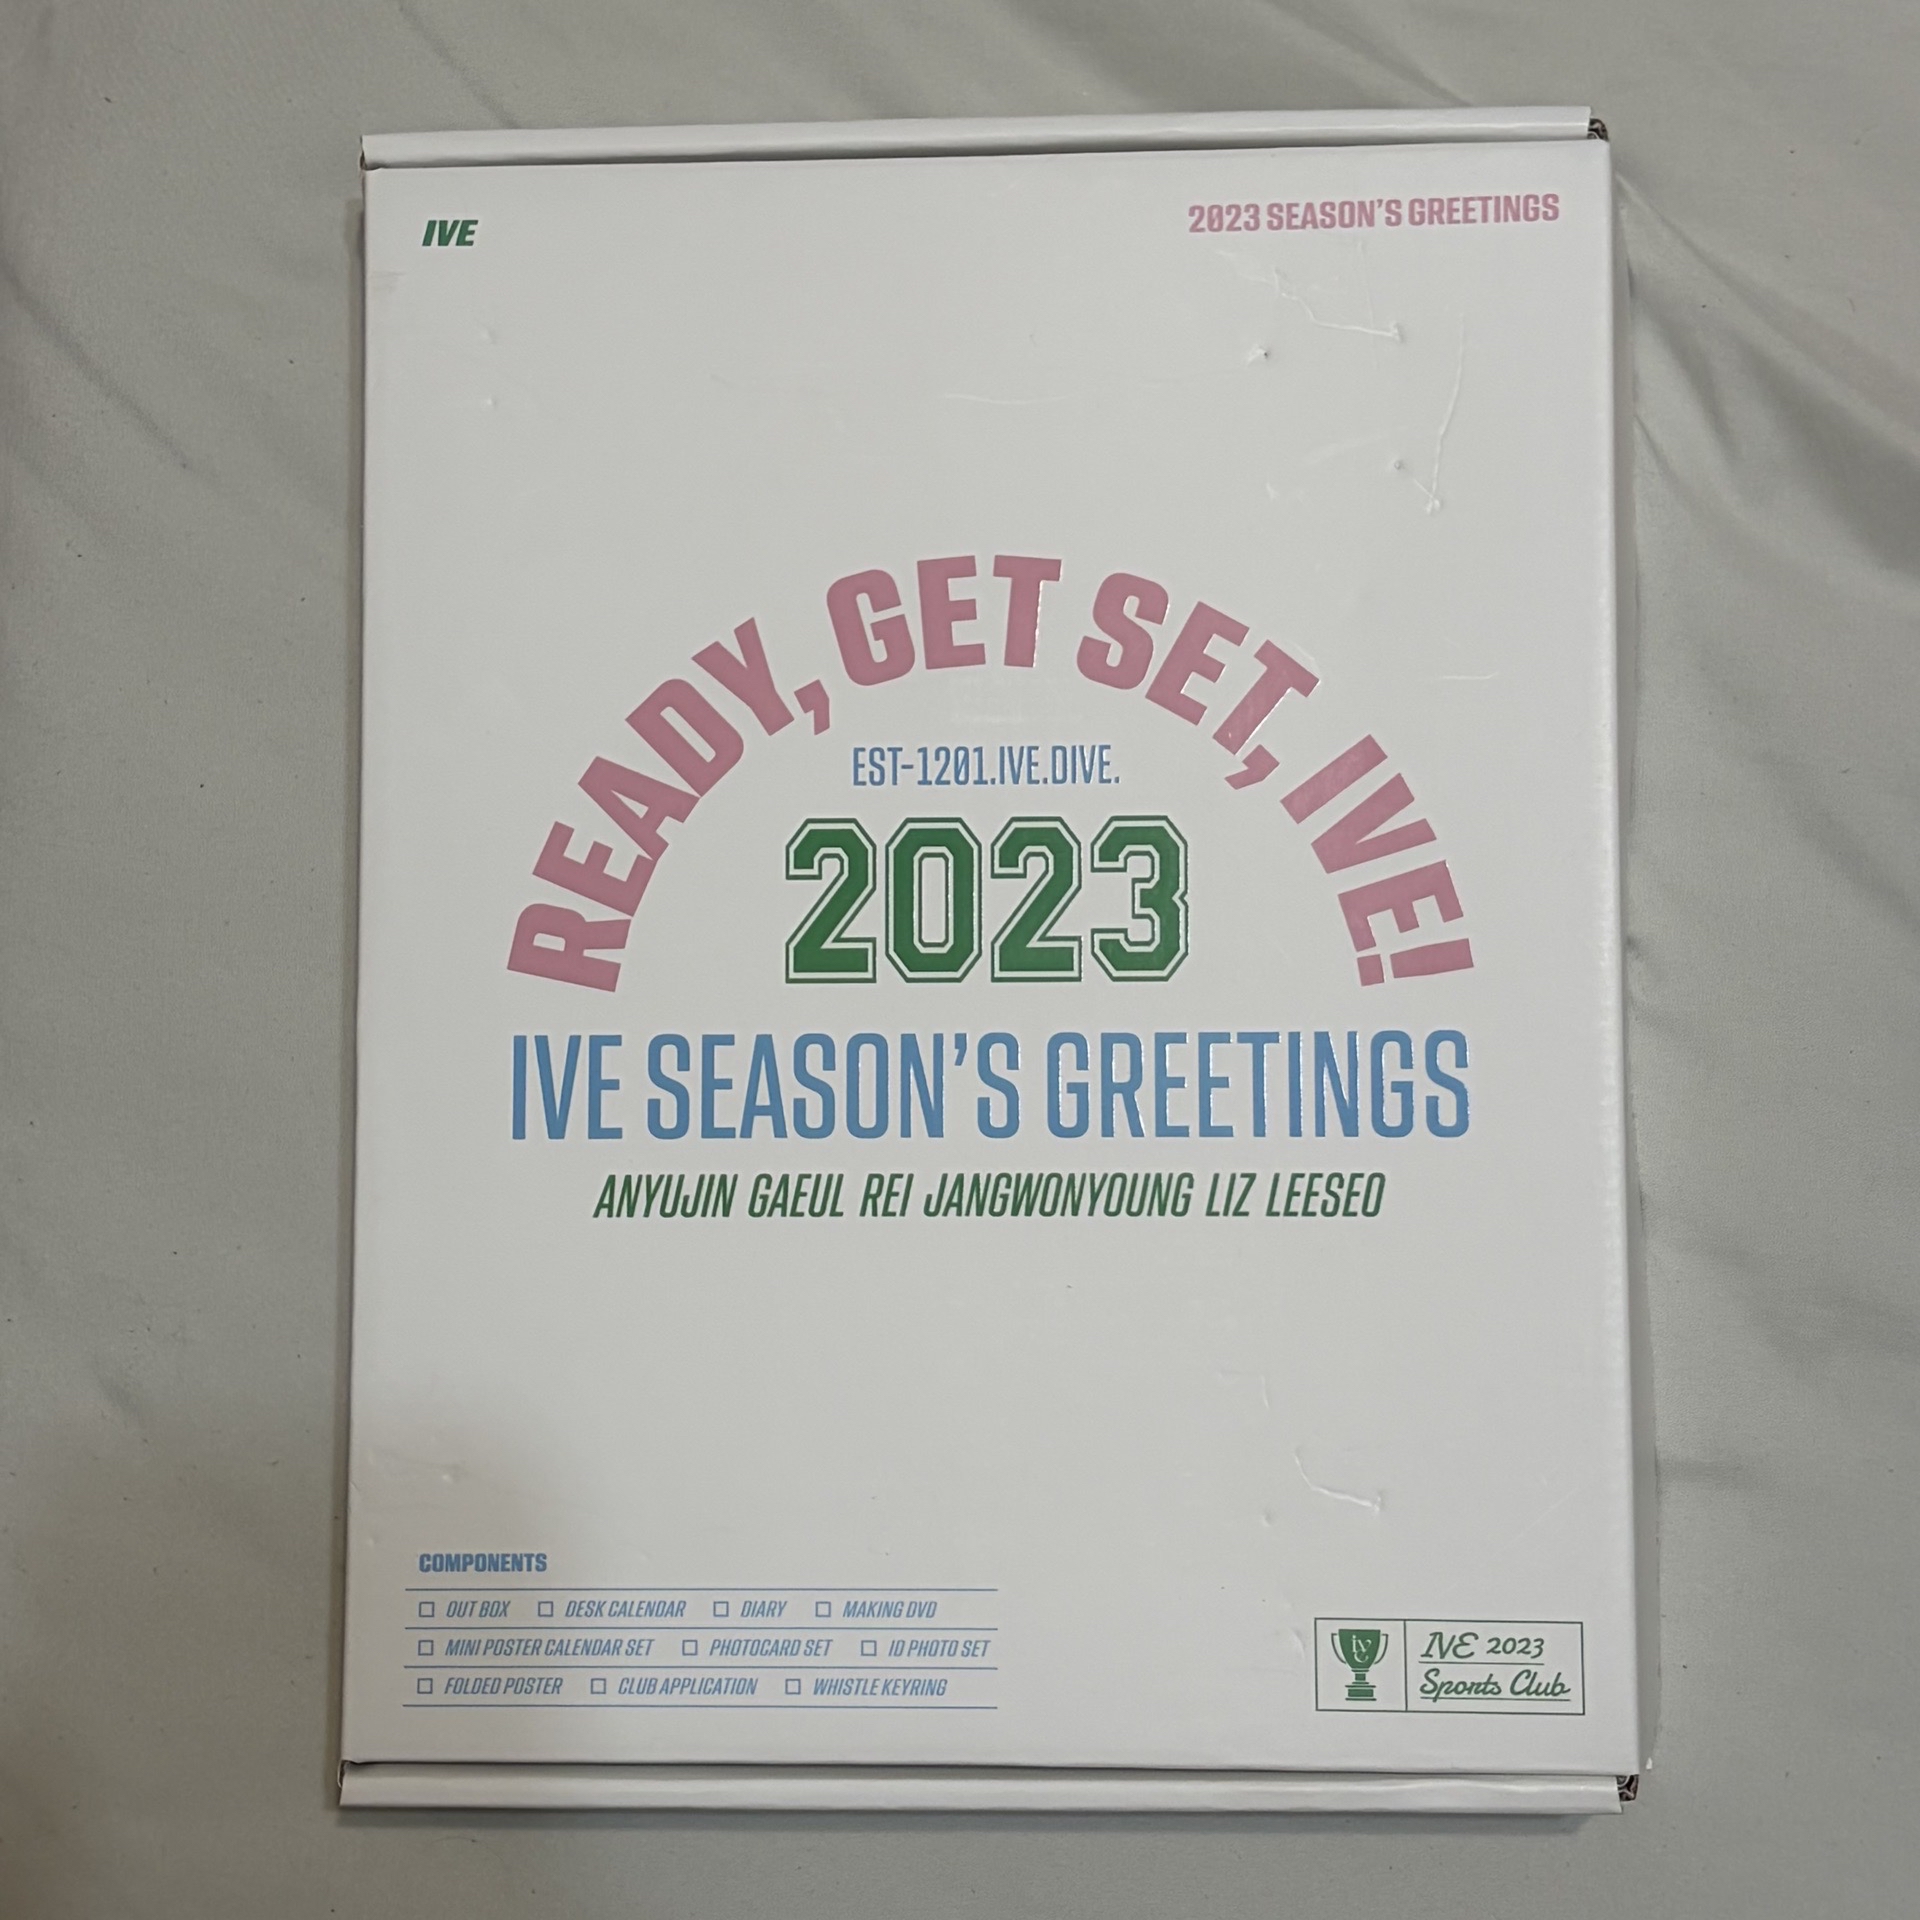 IVE
2023 SEASON'S GREETINGS
READY, GET SET, IVE!
EST-1201.IVE.DIVE.
2023
IVE SEASON'S GREETINGS
ANYUJIN GAEUL REI JANGWONYOUNG LIZ LEESEO
COMPONENTS
OUT BOX DESK CALENDAR DIARY MAKING DVD
MINI POSTER CALENDAR SET PHOTOCARD SET ID PHOTO SET
FOLDED POSTER CLUB APPLICATION WHISTLE KEYRING
IVE
IVE 2023
Sports Club